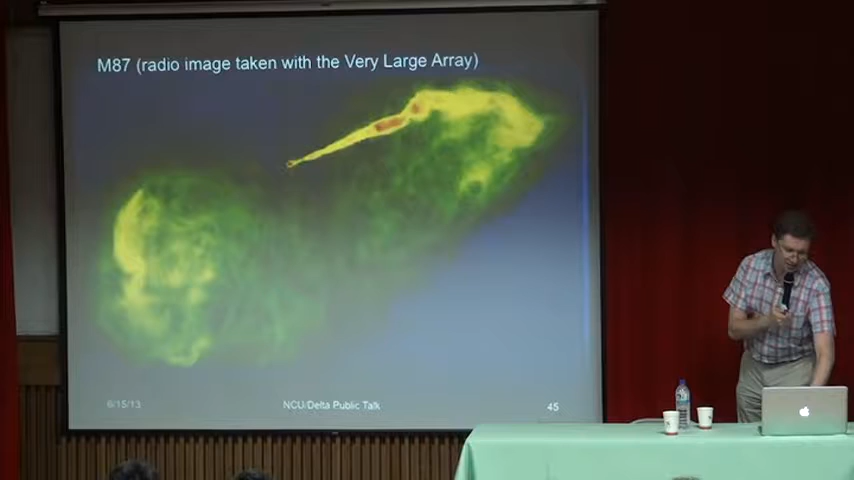 M87 (radio image taken with the Very Large Array)
6/15/13
NCU/Delta Public Talk
45